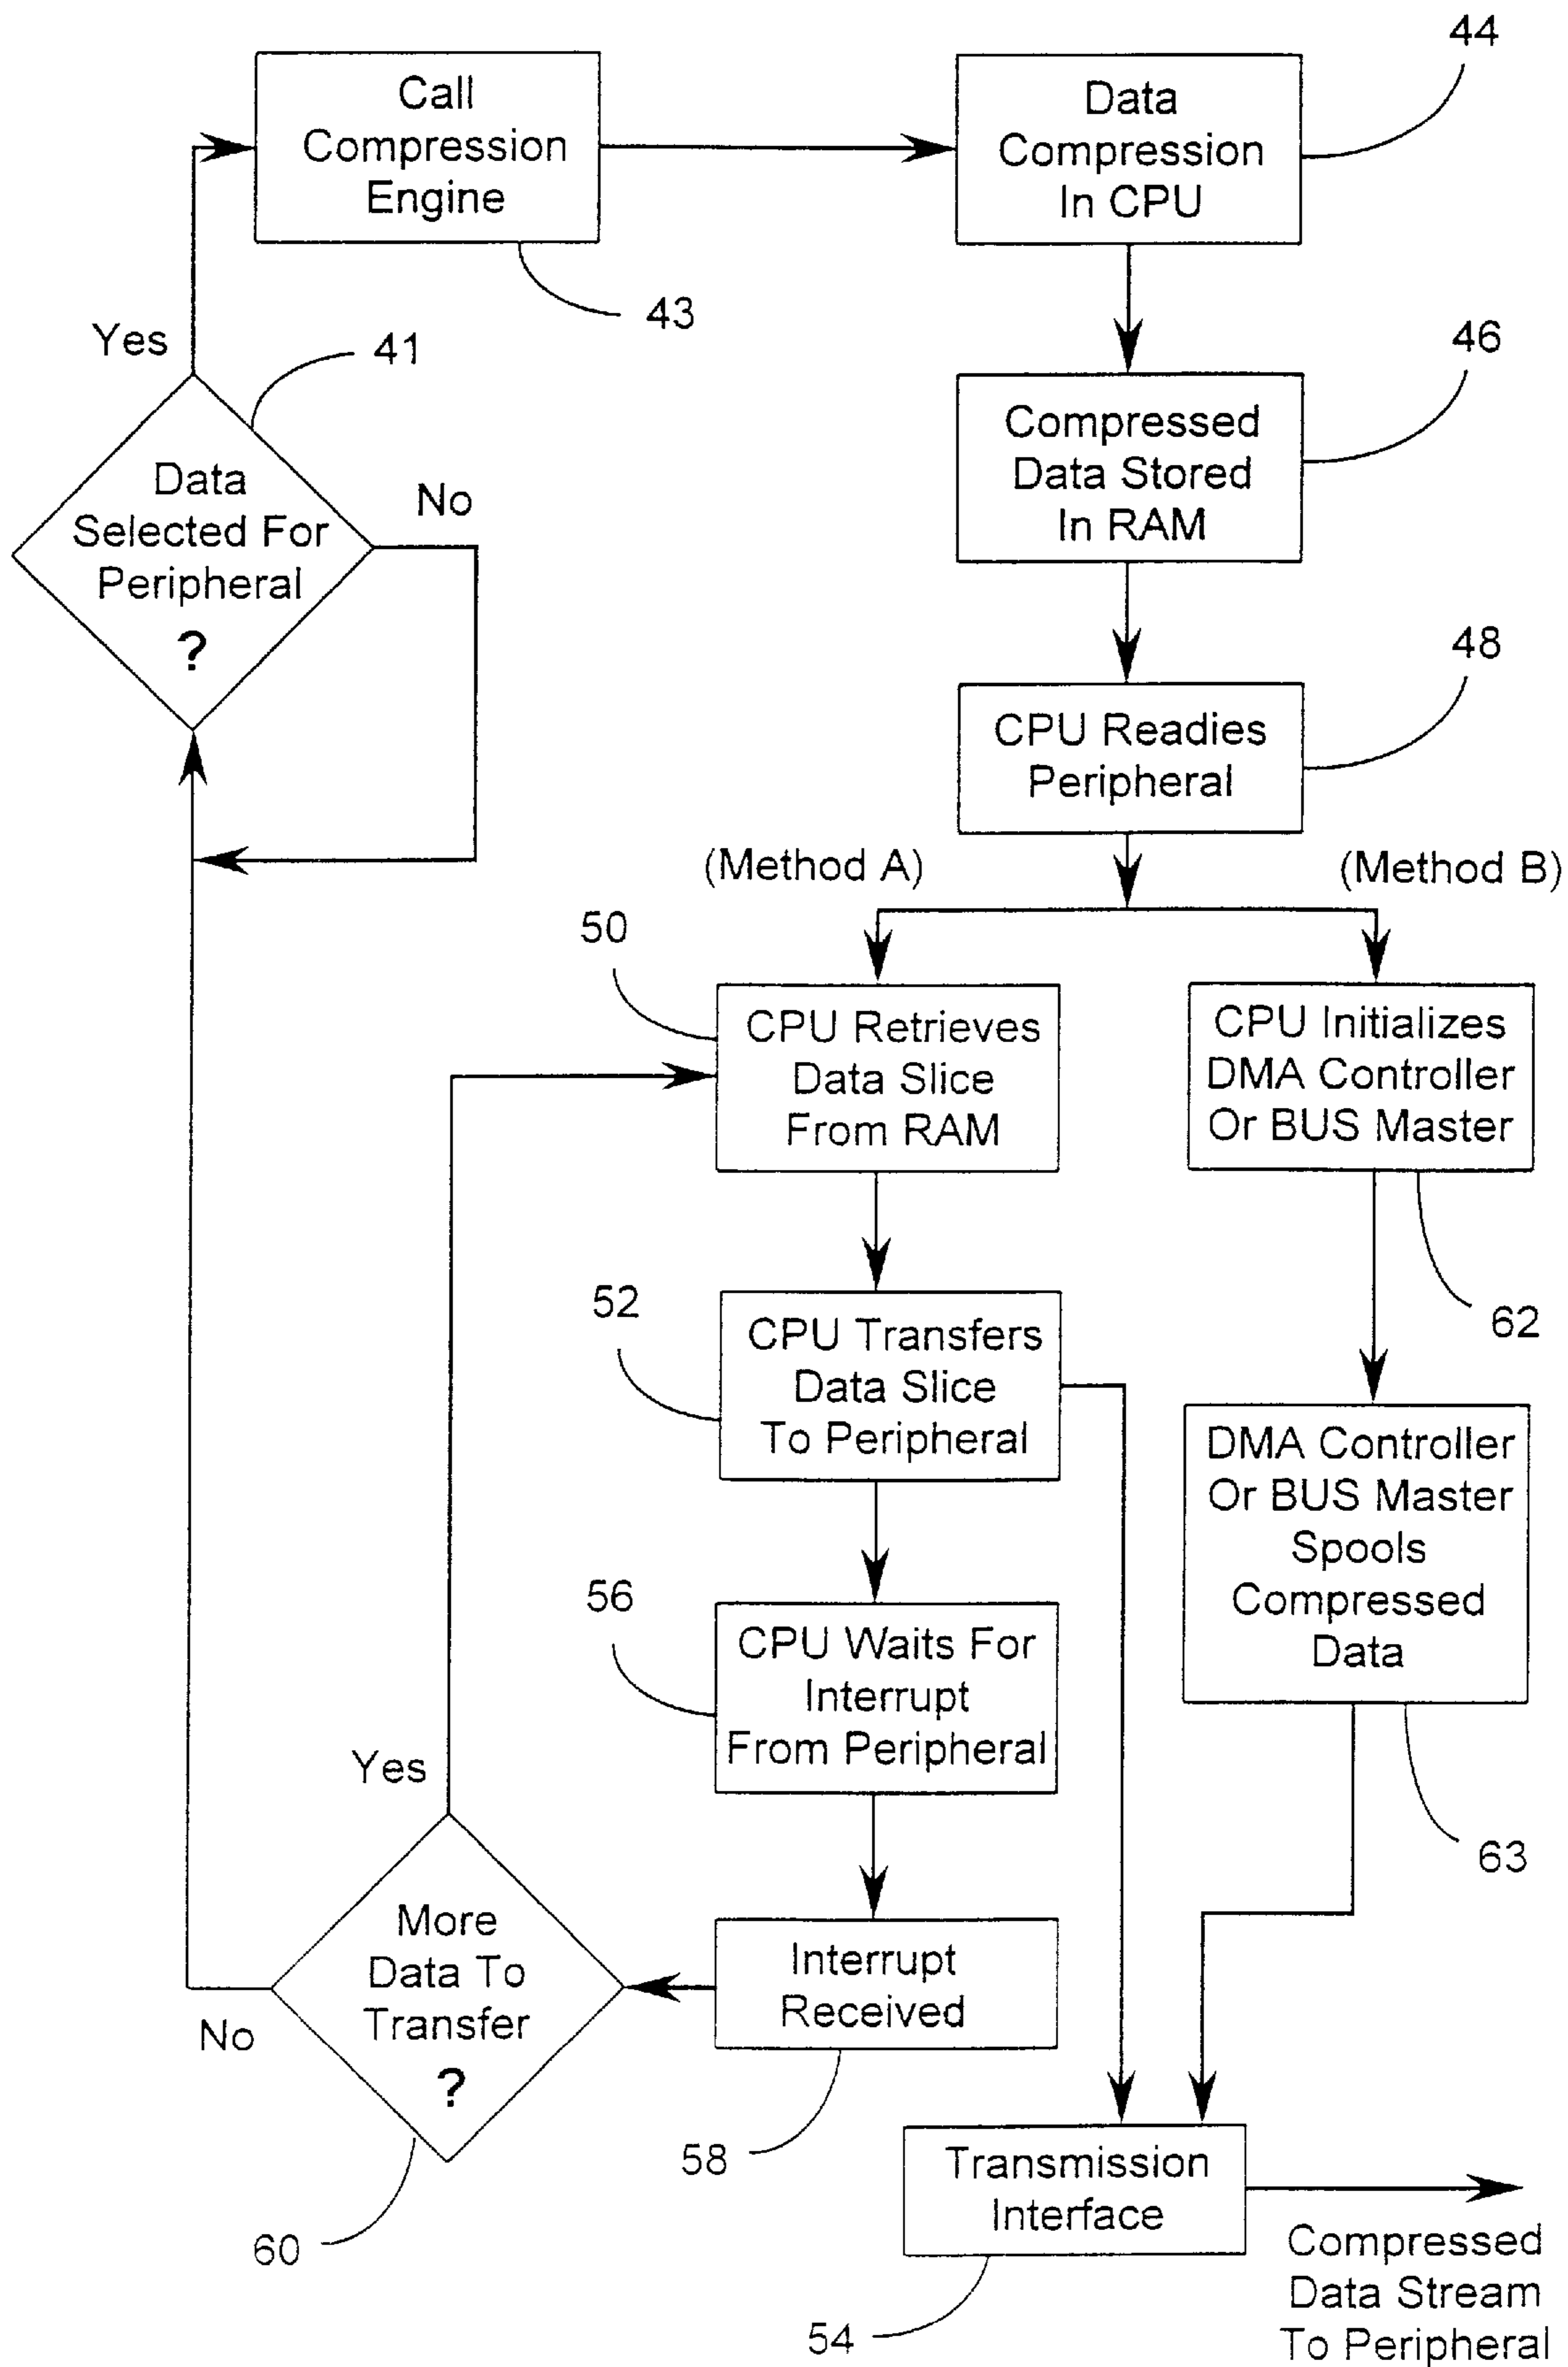 Call
Compression
Engine
43
Data
Compression
In CPU
44
Yes
41
Data
Selected For
Peripheral
?
No
Compressed
Data Stored
In RAM
46
CPU Readies
Peripheral
48
(Method A)
(Method B)
50
CPU Retrieves
Data Slice
From RAM
CPU Initializes
DMA Controller
Or BUS Master
62
52
CPU Transfers
Data Slice
To Peripheral
DMA Controller
Or BUS Master
Spools
Compressed
Data
63
56
CPU Waits For
Interrupt
From Peripheral
Yes
More
Data To
Transfer
?
No
60
Interrupt
Received
58
Transmission
Interface
54
Compressed
Data Stream
To Peripheral